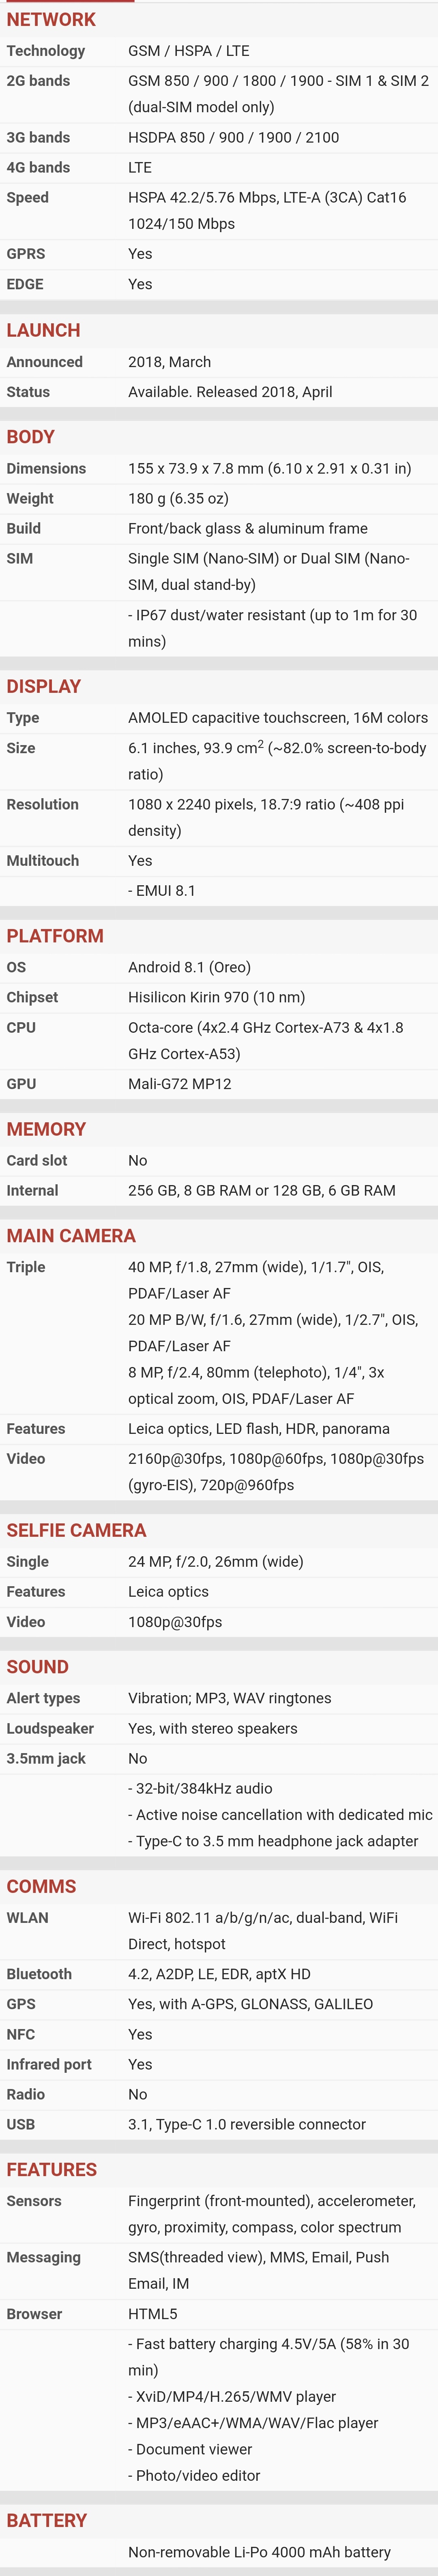 NETWORK
Technology GSM / HSPA / LTE
2G bands GSM 850 / 900 / 1800 / 1900 - SIM 1 & SIM 2
(dual-SIM model only)
3G bands HSDPA 850 / 900 / 1900 / 2100
4G bands LTE
Speed HSPA 42.2/5.76 Mbps, LTE-A (3CA) Cat16
1024/150 Mbps
GPRS Yes
EDGE Yes
LAUNCH
Announced 2018, March
Status Available. Released 2018, April
BODY
Dimensions 155 x 73.9 x 7.8 mm (6.10 x 2.91 x 0.31 in)
Weight 180 g (6.35 oz)
Build Front/back glass & aluminum frame
SIM Single SIM (Nano-SIM) or Dual SIM (Nano-
SIM, dual stand-by)
- IP67 dust/water resistant (up to 1m for 30
mins)
DISPLAY
Type AMOLED capacitive touchscreen, 16M colors
Size 6.1 inches, 93.9 cm² (~82.0% screen-to-body
ratio)
Resolution 1080 x 2240 pixels, 18.7:9 ratio (~408 ppi
density)
Multitouch Yes
- EMUI 8.1
PLATFORM
OS Android 8.1 (Oreo)
Chipset Hisilicon Kirin 970 (10 nm)
CPU Octa-core (4x2.4 GHz Cortex-A73 & 4x1.8
GHz Cortex-A53)
GPU Mali-G72 MP12
MEMORY
Card slot No
Internal 256 GB, 8 GB RAM or 128 GB, 6 GB RAM
MAIN CAMERA
Triple 40 MP, f/1.8, 27mm (wide), 1/1.7", OIS,
PDAF/Laser AF
20 MP B/W, f/1.6, 27mm (wide), 1/2.7", OIS,
PDAF/Laser AF
8 MP, f/2.4, 80mm (telephoto), 1/4", 3x
optical zoom, OIS, PDAF/Laser AF
Features Leica optics, LED flash, HDR, panorama
Video 2160p@30fps, 1080p@60fps, 1080p@30fps
(gyro-EIS), 720p@960fps
SELFIE CAMERA
Single 24 MP, f/2.0, 26mm (wide)
Features Leica optics
Video 1080p@30fps
SOUND
Alert types Vibration; MP3, WAV ringtones
Loudspeaker Yes, with stereo speakers
3.5mm jack No
- 32-bit/384kHz audio
- Active noise cancellation with dedicated mic
- Type-C to 3.5 mm headphone jack adapter
COMMS
WLAN Wi-Fi 802.11 a/b/g/n/ac, dual-band, WiFi
Direct, hotspot
Bluetooth 4.2, A2DP, LE, EDR, aptX HD
GPS Yes, with A-GPS, GLONASS, GALILEO
NFC Yes
Infrared port Yes
Radio No
USB 3.1, Type-C 1.0 reversible connector
FEATURES
Sensors Fingerprint (front-mounted), accelerometer,
gyro, proximity, compass, color spectrum
Messaging SMS(threaded view), MMS, Email, Push
Email, IM
Browser HTML5
- Fast battery charging 4.5V/5A (58% in 30
min)
- XviD/MP4/H.265/WMV player
- MP3/eAAC+/WMA/WAV/Flac player
- Document viewer
- Photo/video editor
BATTERY
Non-removable Li-Po 4000 mAh battery